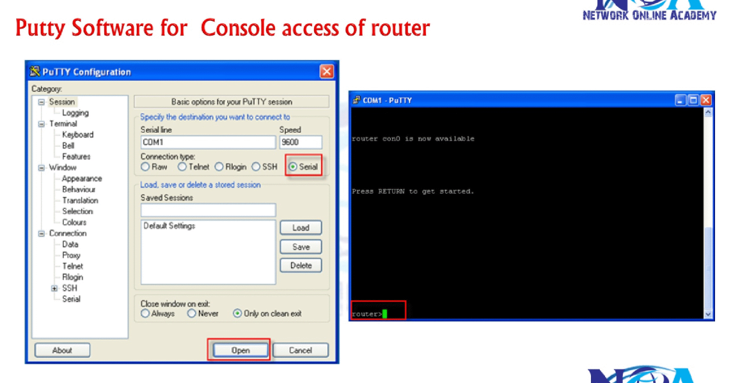 NETWORK ONLINE ACADEMY
Putty Software for Console access of router
PuTTY Configuration
Category:
Session
Logging
Terminal
Keyboard
Bell
Features
Window
Appearance
Behaviour
Translation
Selection
Colours
Connection
Data
Proxy
Telnet
Rlogin
SSH
Serial
Basic options for your PuTTY session
Specify the destination you want to connect to
Serial line Speed
COM1 9600
Connection type:
Raw Telnet Rlogin SSH Serial
Load, save or delete a stored session
Saved Sessions
Default Settings
Load
Save
Delete
Close window on exit:
Always Never Only on clean exit
About Open Cancel
COM1 - PuTTY
router con0 is now available
Press RETURN to get started.
router>